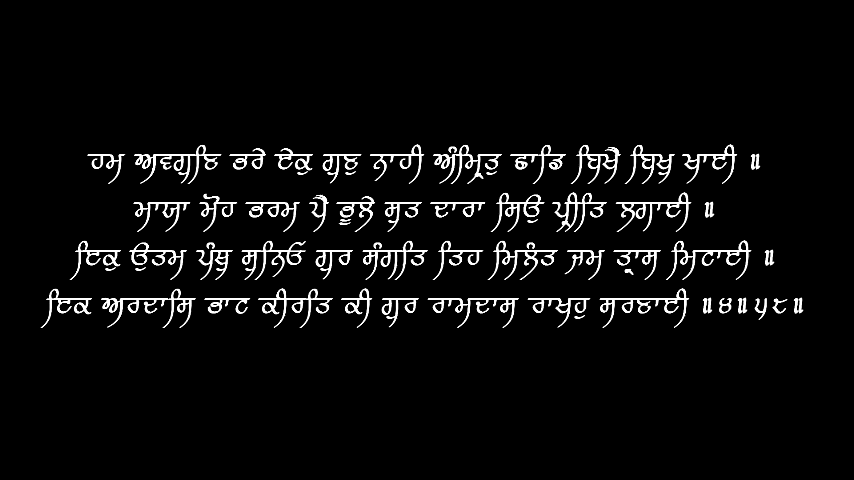 ਹਮ ਅਵਗੁਣਿ ਭਰੇ ਏਕੁ ਗੁਣੁ ਨਾਹੀ ਅੰਮ੍ਰਿਤੁ ਛਾਡਿ ਬਿਖੈ ਬਿਖੁ ਖਾਈ ॥
ਮਾਯਾ ਮੋਹ ਭਰਮ ਪੈ ਭੂਲੇ ਸੁਤ ਦਾਰਾ ਸਿਉ ਪ੍ਰੀਤਿ ਲਗਾਈ ॥
ਇਕੁ ਉਤਮ ਪੰਥੁ ਸੁਨਿਓ ਗੁਰ ਸੰਗਤਿ ਤਿਹ ਮਿਲੰਤ ਜਮ ਤ੍ਰਾਸ ਮਿਟਾਈ ॥
ਇਕ ਅਰਦਾਸਿ ਭਾਟ ਕੀਰਤਿ ਕੀ ਗੁਰ ਰਾਮਦਾਸ ਰਾਖਹੁ ਸਰਣਾਈ ॥੪॥੫੮॥